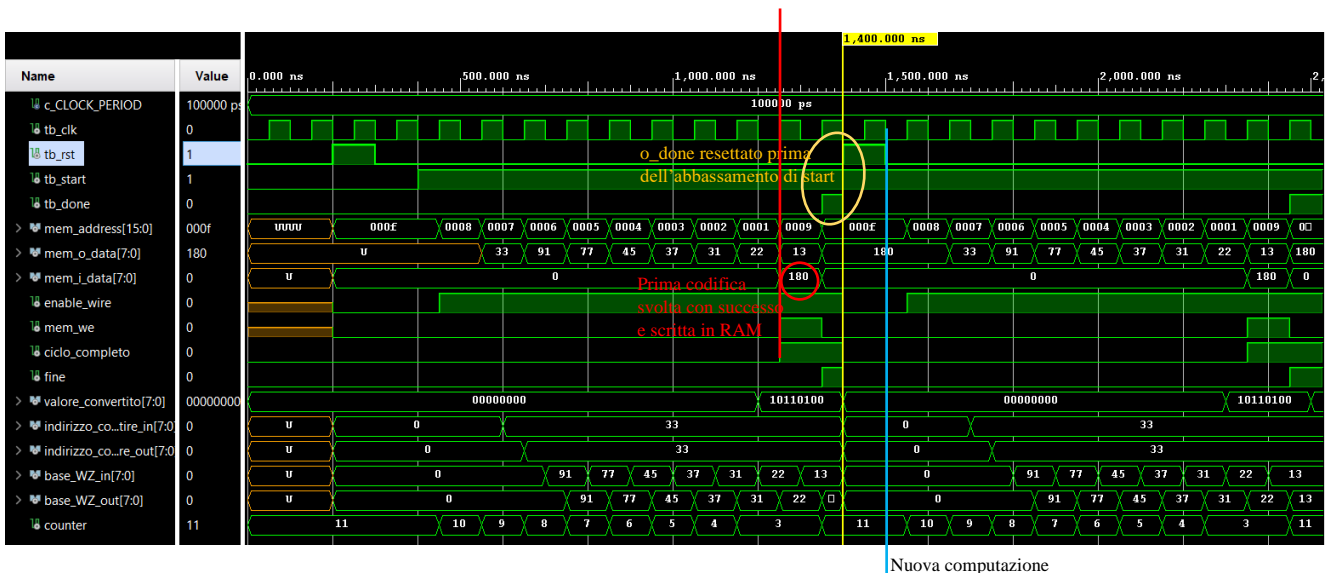 1,400.000 ns
Name Value 0.000 ns 500.000 ns 1,000.000 ns 1,500.000 ns 2,000.000 ns 2,
c_CLOCK_PERIOD 100000 ps 100000 ps
tb_clk 0
tb_rst 1
o_done resettato prima
tb_start 1
dell'abbassamento di start
tb_done 0
mem_address[15:0] 000f UUUU 000f 0008 0007 0006 0005 0004 0003 0002 0001 0009 000f 0008 0007 0006 0005 0004 0003 0002 0001 0009 0
mem_o_data[7:0] 180 U 33 91 77 45 37 31 22 13 180 33 91 77 45 37 31 22 13 180
mem_i_data[7:0] 0 U 0 180 0 180 0
Prima codifica
enable_wire 0
svolta con successo
mem_we 0
e scritta in RAM
ciclo_completo 0
fine 0
valore_convertito[7:0] 00000000 00000000 10110100 00000000 10110100
indirizzo_co...tire_in[7:0] 0 U 0 33 0 33
indirizzo_co...re_out[7:0 0 U 0 33 0 33
base_WZ_in[7:0] 0 U 0 91 77 45 37 31 22 13 0 91 77 45 37 31 22 13
base_WZ_out[7:0] 0 U 0 91 77 45 37 31 22 0 91 77 45 37 31 22 13
counter 11 11 10 9 8 7 6 5 4 3 11 10 9 8 7 6 5 4 3 11
Nuova computazione